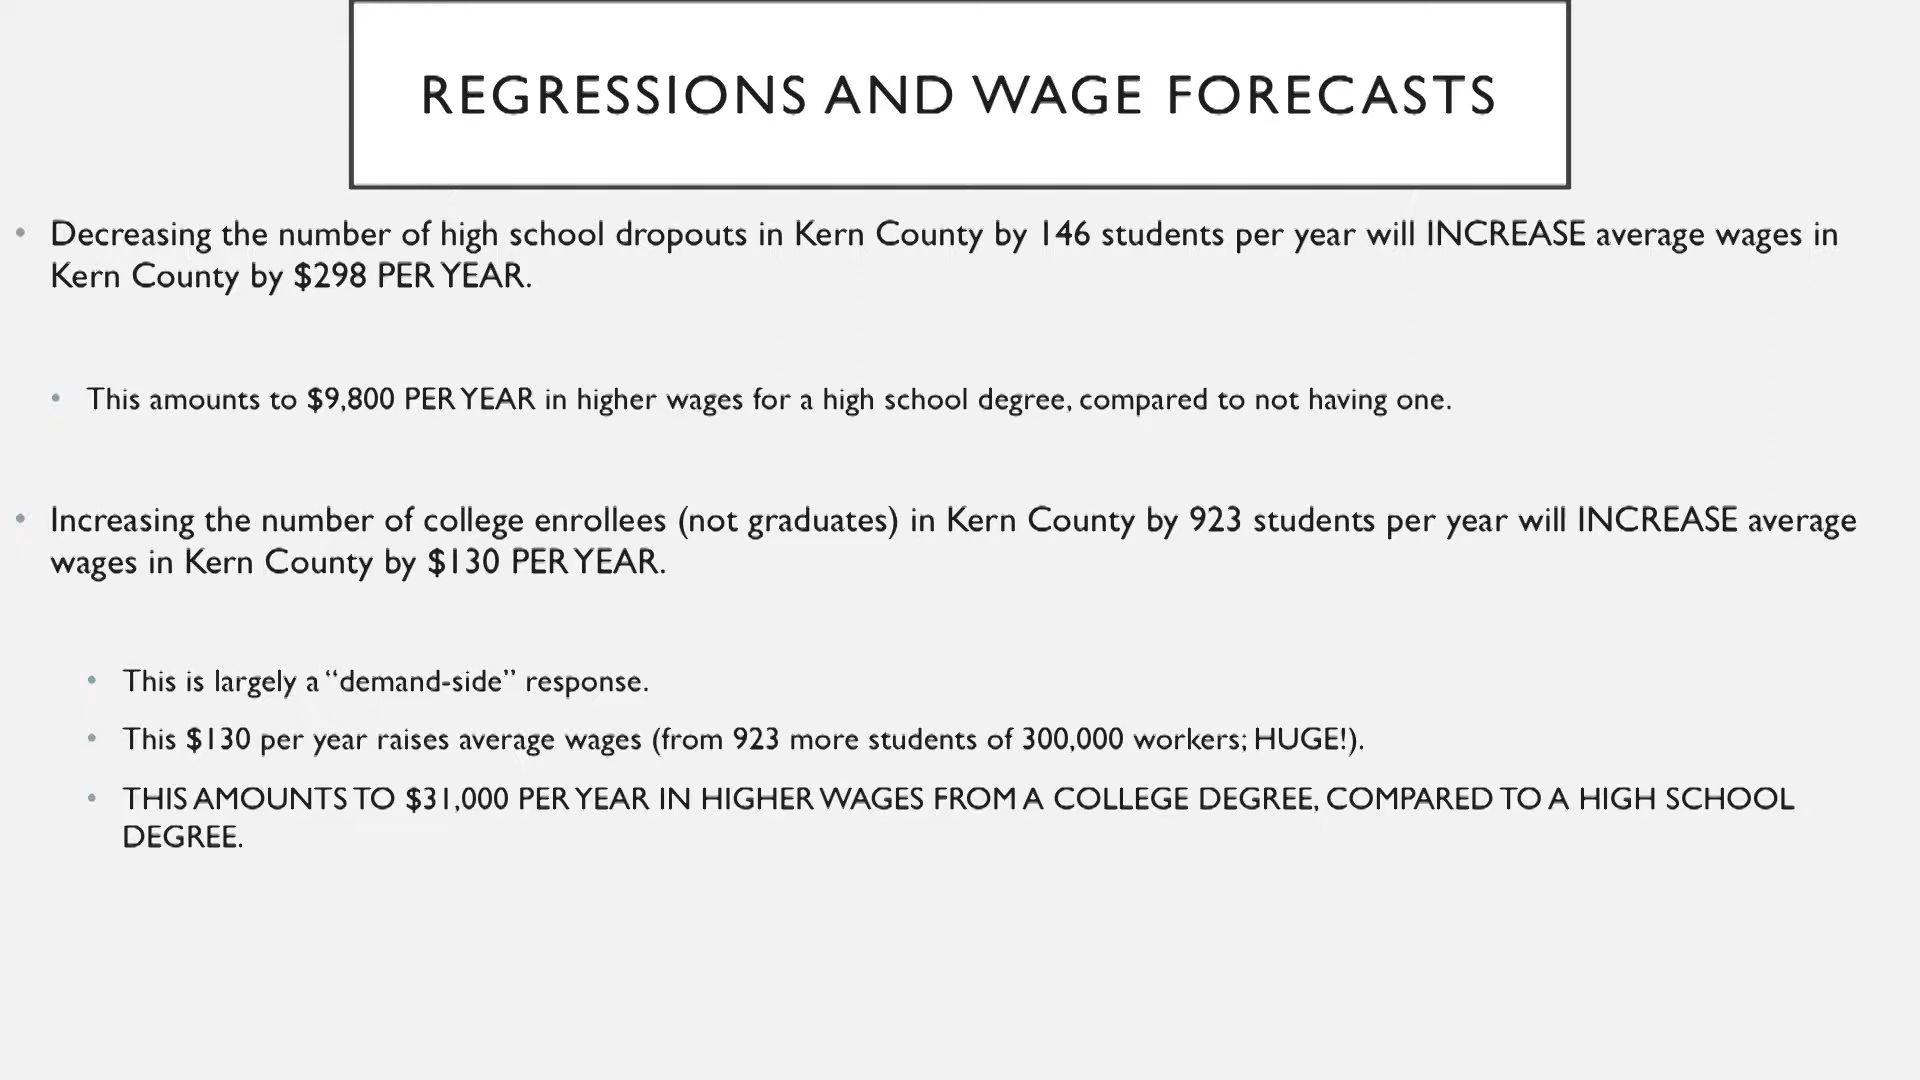 REGRESSIONS AND WAGE FORECASTS
• Decreasing the number of high school dropouts in Kern County by 146 students per year will INCREASE average wages in
Kern County by $298 PER YEAR.
• This amounts to $9,800 PER YEAR in higher wages for a high school degree, compared to not having one.
• Increasing the number of college enrollees (not graduates) in Kern County by 923 students per year will INCREASE average
wages in Kern County by $130 PER YEAR.
• This is largely a “demand-side” response.
• This $130 per year raises average wages (from 923 more students of 300,000 workers; HUGE!).
• THIS AMOUNTS TO $31,000 PER YEAR IN HIGHER WAGES FROM A COLLEGE DEGREE, COMPARED TO A HIGH SCHOOL
DEGREE.